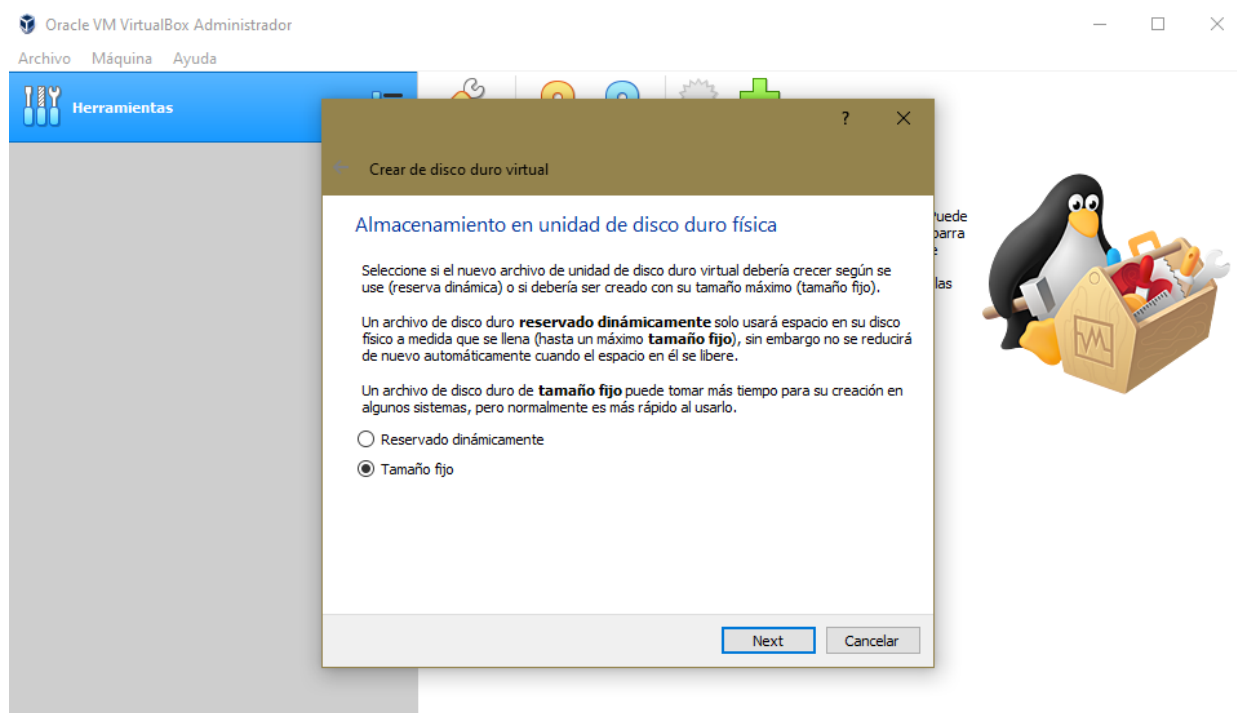 Oracle VM VirtualBox Administrador
Archivo Máquina Ayuda
Herramientas
?
Crear de disco duro virtual
Almacenamiento en unidad de disco duro física
Seleccione si el nuevo archivo de unidad de disco duro virtual debería crecer según se
use (reserva dinámica) o si debería ser creado con su tamaño máximo (tamaño fijo).
Un archivo de disco duro reservado dinámicamente solo usará espacio en su disco
físico a medida que se llena (hasta un máximo tamaño fijo), sin embargo no se reducirá
de nuevo automáticamente cuando el espacio en él se libere.
Un archivo de disco duro de tamaño fijo puede tomar más tiempo para su creación en
algunos sistemas, pero normalmente es más rápido al usarlo.
Reservado dinámicamente
Tamaño fijo
Next Cancelar
las